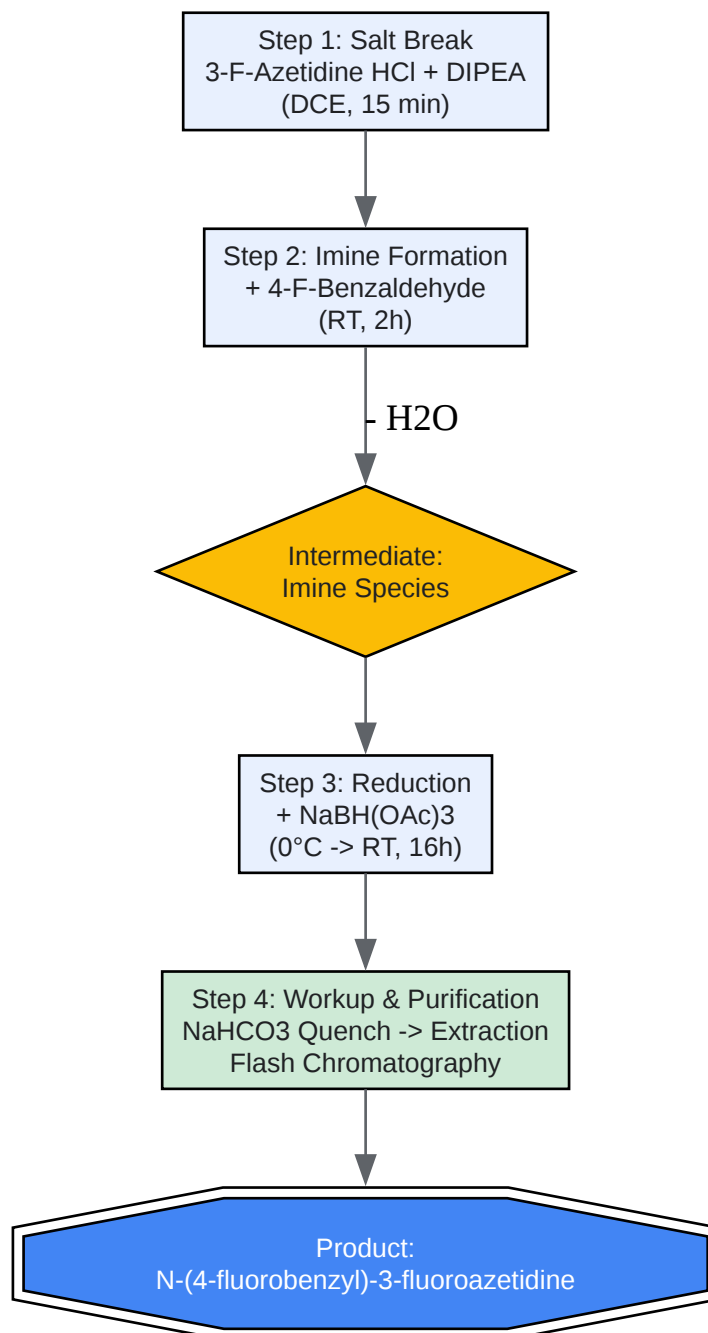 Step 1: Salt Break
3-F-Azetidine HCl + DIPEA
(DCE, 15 min)
Step 2: Imine Formation
+ 4-F-Benzaldehyde
(RT, 2h)
- H2O
Intermediate:
Imine Species
Step 3: Reduction
+ NaBH(OAc)3
(0°C -> RT, 16h)
Step 4: Workup & Purification
NaHCO3 Quench -> Extraction
Flash Chromatography
Product:
N-(4-fluorobenzyl)-3-fluoroazetidine